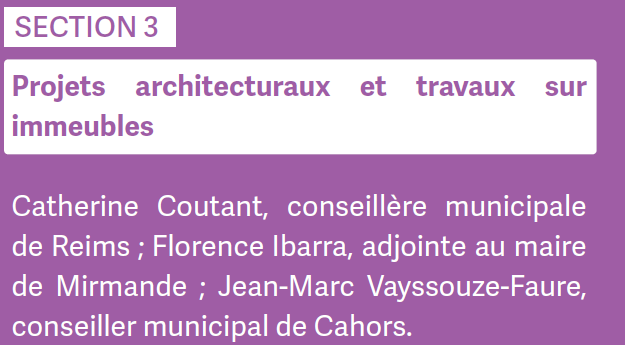 SECTION 3
Projets architecturaux et travaux sur
immeubles
Catherine Coutant, conseillère municipale
de Reims ; Florence Ibarra, adjointe au maire
de Mirmande ; Jean-Marc Vayssouze-Faure,
conseiller municipal de Cahors.